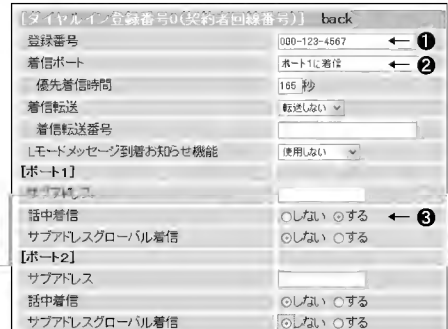 [ダイヤルイン登録番号0(契約者回線番号)] back
登録番号 000-123-4567 ← ❶
着信ポート ポート1に着信 ← ❷
優先着信時間 165 秒
着信転送 転送しない
着信転送番号
Lモードメッセージ到着お知らせ機能 使用しない
[ポート1]
サブアドレス
話中着信 ○しない ⊙する ← ❸
サブアドレスグローバル着信 ⊙しない ○する
[ポート2]
サブアドレス
話中着信 ⊙しない ○する
サブアドレスグローバル着信 ⊙しない ○する